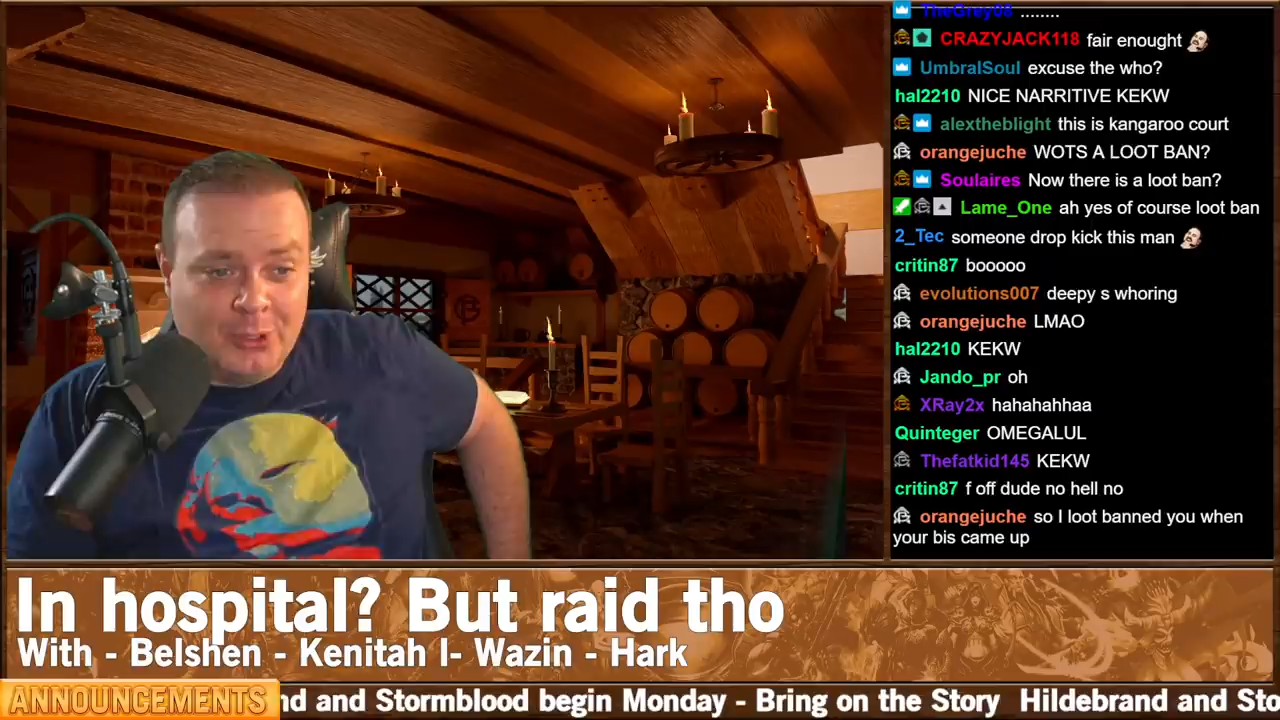 TheGrey08 ........
CRAZYJACK118 fair enought
UmbralSoul excuse the who?
hal2210 NICE NARRITIVE KEKW
alextheblight this is kangaroo court
orangejuche WOTS A LOOT BAN?
Soulaires Now there is a loot ban?
Lame_One ah yes of course loot ban
2_Tec someone drop kick this man
critin87 booooo
evolutions007 deepy s whoring
orangejuche LMAO
hal2210 KEKW
Jando_pr oh
XRay2x hahahahhaa
Quinteger OMEGALUL
Thefatkid145 KEKW
critin87 f off dude no hell no
orangejuche so I loot banned you when
your bis came up
In hospital? But raid tho
With - Belshen - Kenitah I- Wazin - Hark
ANNOUNCEMENTS nd and Stormblood begin Monday - Bring on the Story Hildebrand and Sto